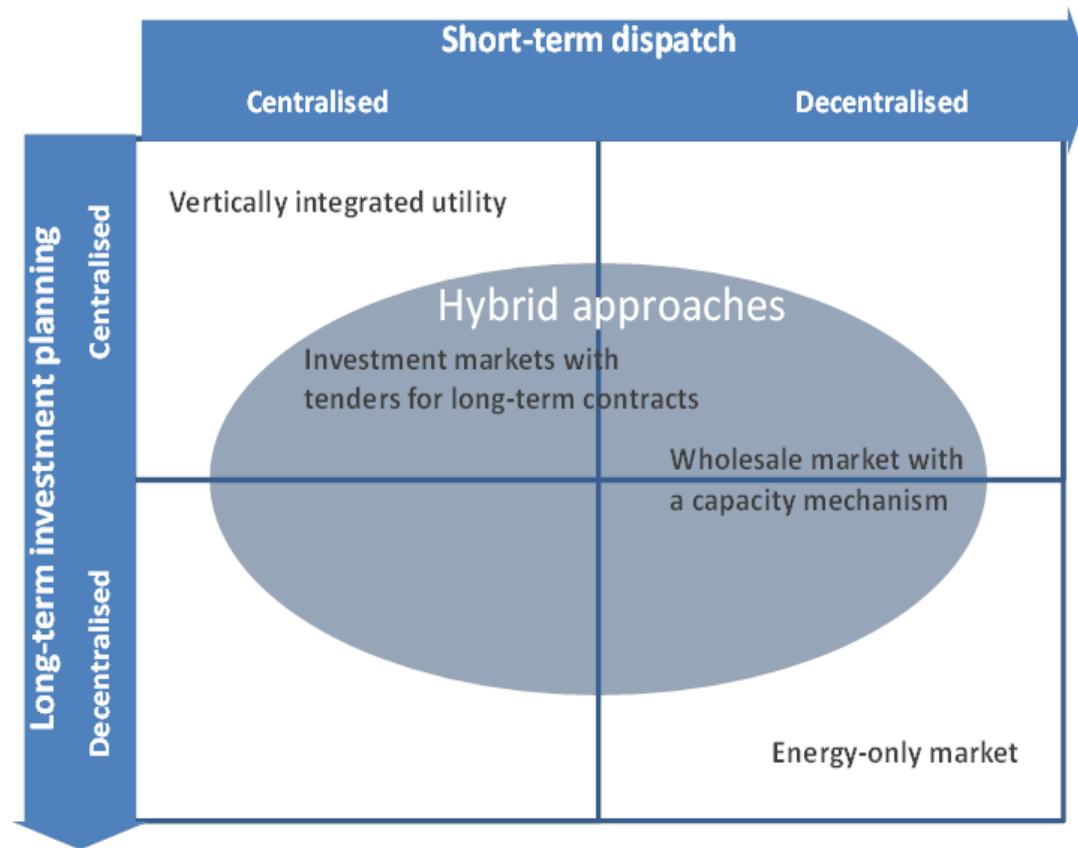 Short-term dispatch
Centralised
Decentralised
Long-term investment planning
Centralised
Decentralised
Vertically integrated utility
Hybrid approaches
Investment markets with
tenders for long-term contracts
Wholesale market with
a capacity mechanism
Energy-only market